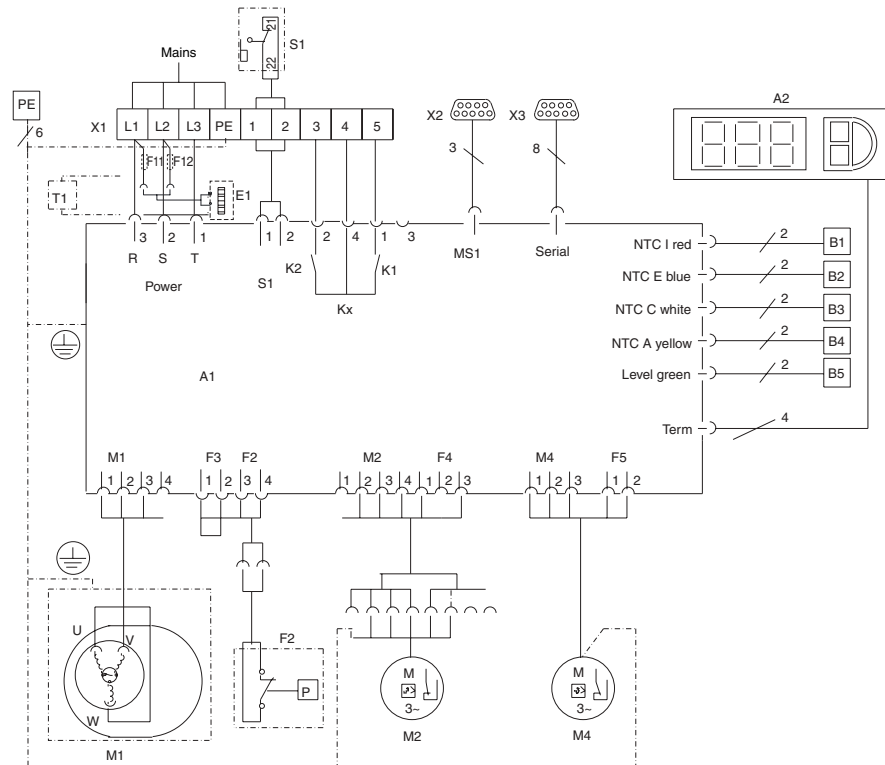 21
S1
22
Mains
PE
6
X1
L1 L2 L3 PE 1 2 3 4 5
F11 F12
T1
E1
X2
3
X3
8
A2
3 2 1
R S T
Power
1 2
S1
2 4 1 3
K2 K1
Kx
MS1
Serial
NTC I red 2 B1
NTC E blue 2 B2
NTC C white 2 B3
NTC A yellow 2 B4
Level green 2 B5
Term 4
A1
M1 F3 F2 M2 F4 M4 F5
1 2 3 4 1 2 3 4 1 2 3 4 1 2 3 1 2 3 1 2
U V
W
M1
F2
P
M
3~
M2
M
3~
M4